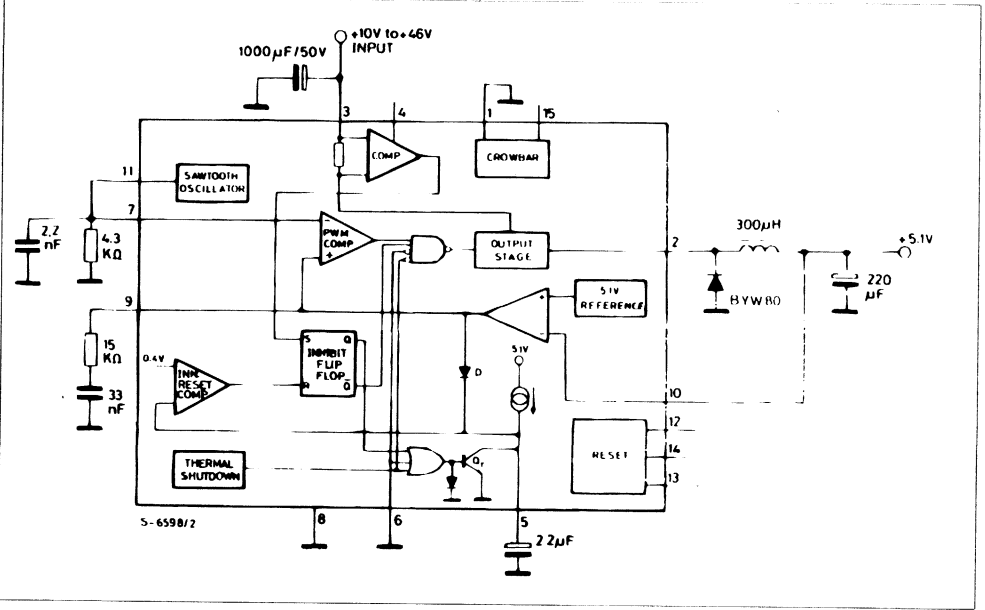 +10V to +46V
INPUT
1000µF/50V
3
4
1
15
COMP
CROWBAR
11
SAWTOOTH
OSCILLATOR
7
2.2
nF
4.3
KΩ
-
PWM
COMP
+
OUTPUT
STAGE
2
300µH
+5.1V
BYW80
220
µF
5.1V
REFERENCE
+
-
9
15
KΩ
33
nF
0.4V
INH.
RESET
COMP.
S
Q
INHIBIT
FLIP
FLOP
R
Q̅
D
5.1V
10
12
RESET
14
13
THERMAL
SHUTDOWN
S-6598/2
8
6
5
2.2µF